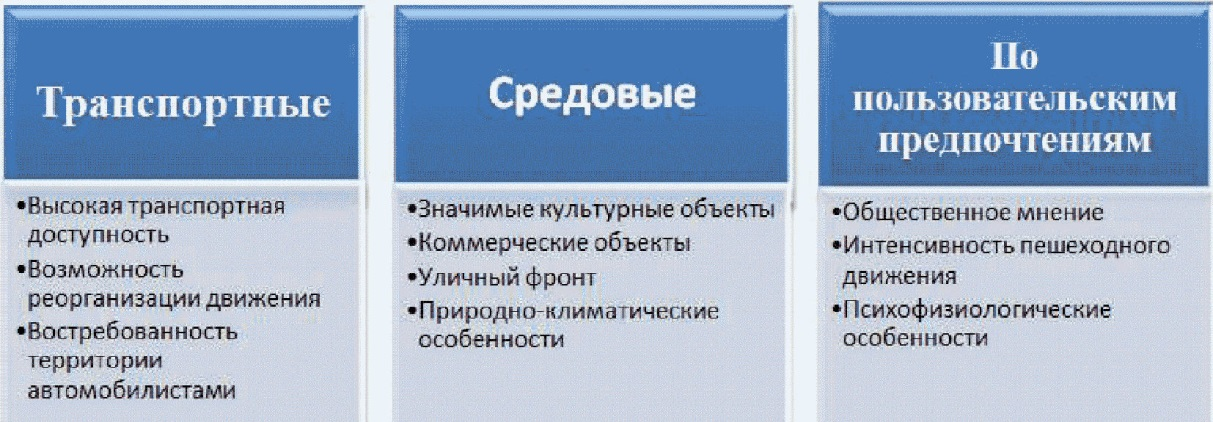 Транспортные
•Высокая транспортная
доступность
•Возможность
реорганизации движения
•Востребованность
территории
автомобилистами
Средовые
•Значимые культурные объекты
•Коммерческие объекты
•Уличный фронт
•Природно-климатические
особенности
По
пользовательским
предпочтениям
•Общественное мнение
•Интенсивность пешеходного
движения
•Психофизиологические
особенности